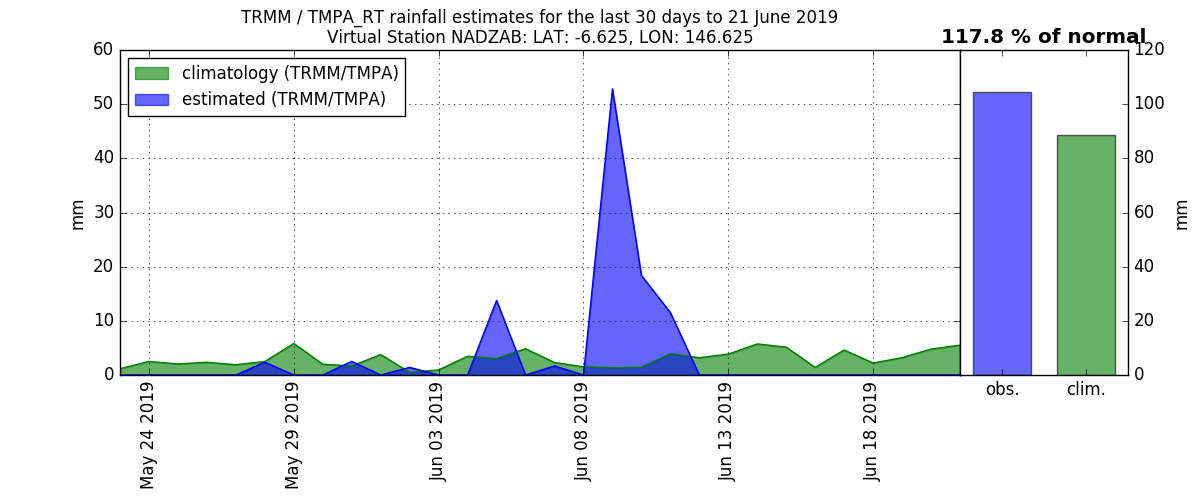 TRMM / TMPA_RT rainfall estimates for the last 30 days to 21 June 2019
Virtual Station NADZAB: LAT: -6.625, LON: 146.625
117.8 % of normal
climatology (TRMM/TMPA)
estimated (TRMM/TMPA)
60
50
40
30
20
10
0
mm
May 24 2019
May 29 2019
Jun 03 2019
Jun 08 2019
Jun 13 2019
Jun 18 2019
120
100
80
60
40
20
0
mm
obs.
clim.